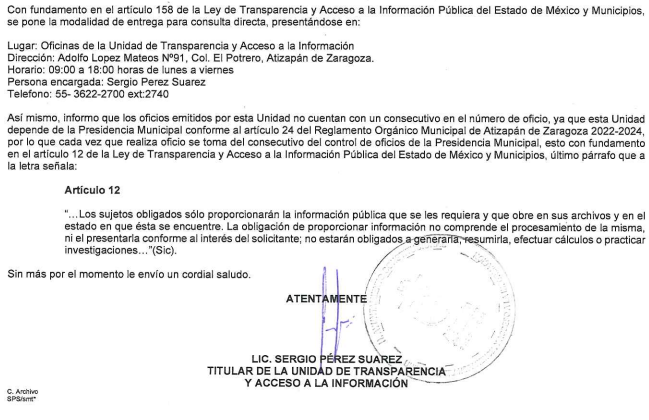 Con fundamento en el artículo 158 de la Ley de Transparencia y Acceso a la Información Pública del Estado de México y Municipios,
se pone la modalidad de entrega para consulta directa, presentándose en:
Lugar: Oficinas de la Unidad de Transparencia y Acceso a la Información
Dirección: Adolfo Lopez Mateos Nº91, Col. El Potrero, Atizapán de Zaragoza.
Horario: 09:00 a 18:00 horas de lunes a viernes
Persona encargada: Sergio Perez Suarez
Telefono: 55- 3622-2700 ext:2740
Así mismo, informo que los oficios emitidos por esta Unidad no cuentan con un consecutivo en el número de oficio, ya que esta Unidad
depende de la Presidencia Municipal conforme al artículo 24 del Reglamento Orgánico Municipal de Atizapán de Zaragoza 2022-2024,
por lo que cada vez que realiza oficio se toma del consecutivo del control de oficios de la Presidencia Municipal, esto con fundamento
en el artículo 12 de la Ley de Transparencia y Acceso a la Información Pública del Estado de México y Municipios, último párrafo que a
la letra señala:
Artículo 12
"…Los sujetos obligados sólo proporcionarán la información pública que se les requiera y que obre en sus archivos y en el
estado en que ésta se encuentre. La obligación de proporcionar información no comprende el procesamiento de la misma,
ni el presentarla conforme al interés del solicitante; no estarán obligados a generarla, resumirla, efectuar cálculos o practicar
investigaciones…"(Sic).
Sin más por el momento le envío un cordial saludo.
ATENTAMENTE
LIC. SERGIO PÉREZ SUAREZ
TITULAR DE LA UNIDAD DE TRANSPARENCIA
Y ACCESO A LA INFORMACIÓN
C. Archivo
SPS/smt*